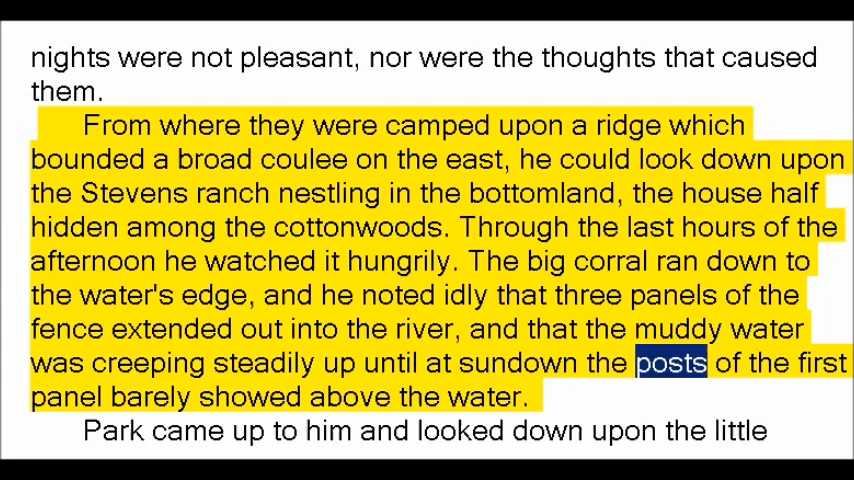 nights were not pleasant, nor were the thoughts that caused
them.
From where they were camped upon a ridge which
bounded a broad coulee on the east, he could look down upon
the Stevens ranch nestling in the bottomland, the house half
hidden among the cottonwoods. Through the last hours of the
afternoon he watched it hungrily. The big corral ran down to
the water's edge, and he noted idly that three panels of the
fence extended out into the river, and that the muddy water
was creeping steadily up until at sundown the posts of the first
panel barely showed above the water.
Park came up to him and looked down upon the little